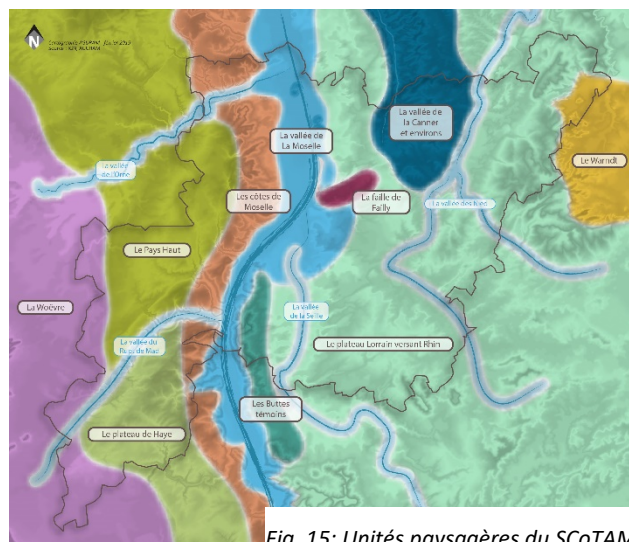 N
La vallée de
la Canner
et environs
La vallée de
La Moselle
Le Warndt
La vallée
de l'Orne
Les côtes de
Moselle
La faille de
Failly
La vallée des Nied
Le Pays Haut
La Woëvre
La vallée
de la Seille
La vallée du
Rupt de Mad
Le plateau Lorrain versant Rhin
Les Buttes
témoins
Le plateau de Haye
Fig. 15: Unités paysagères du SCoTAM